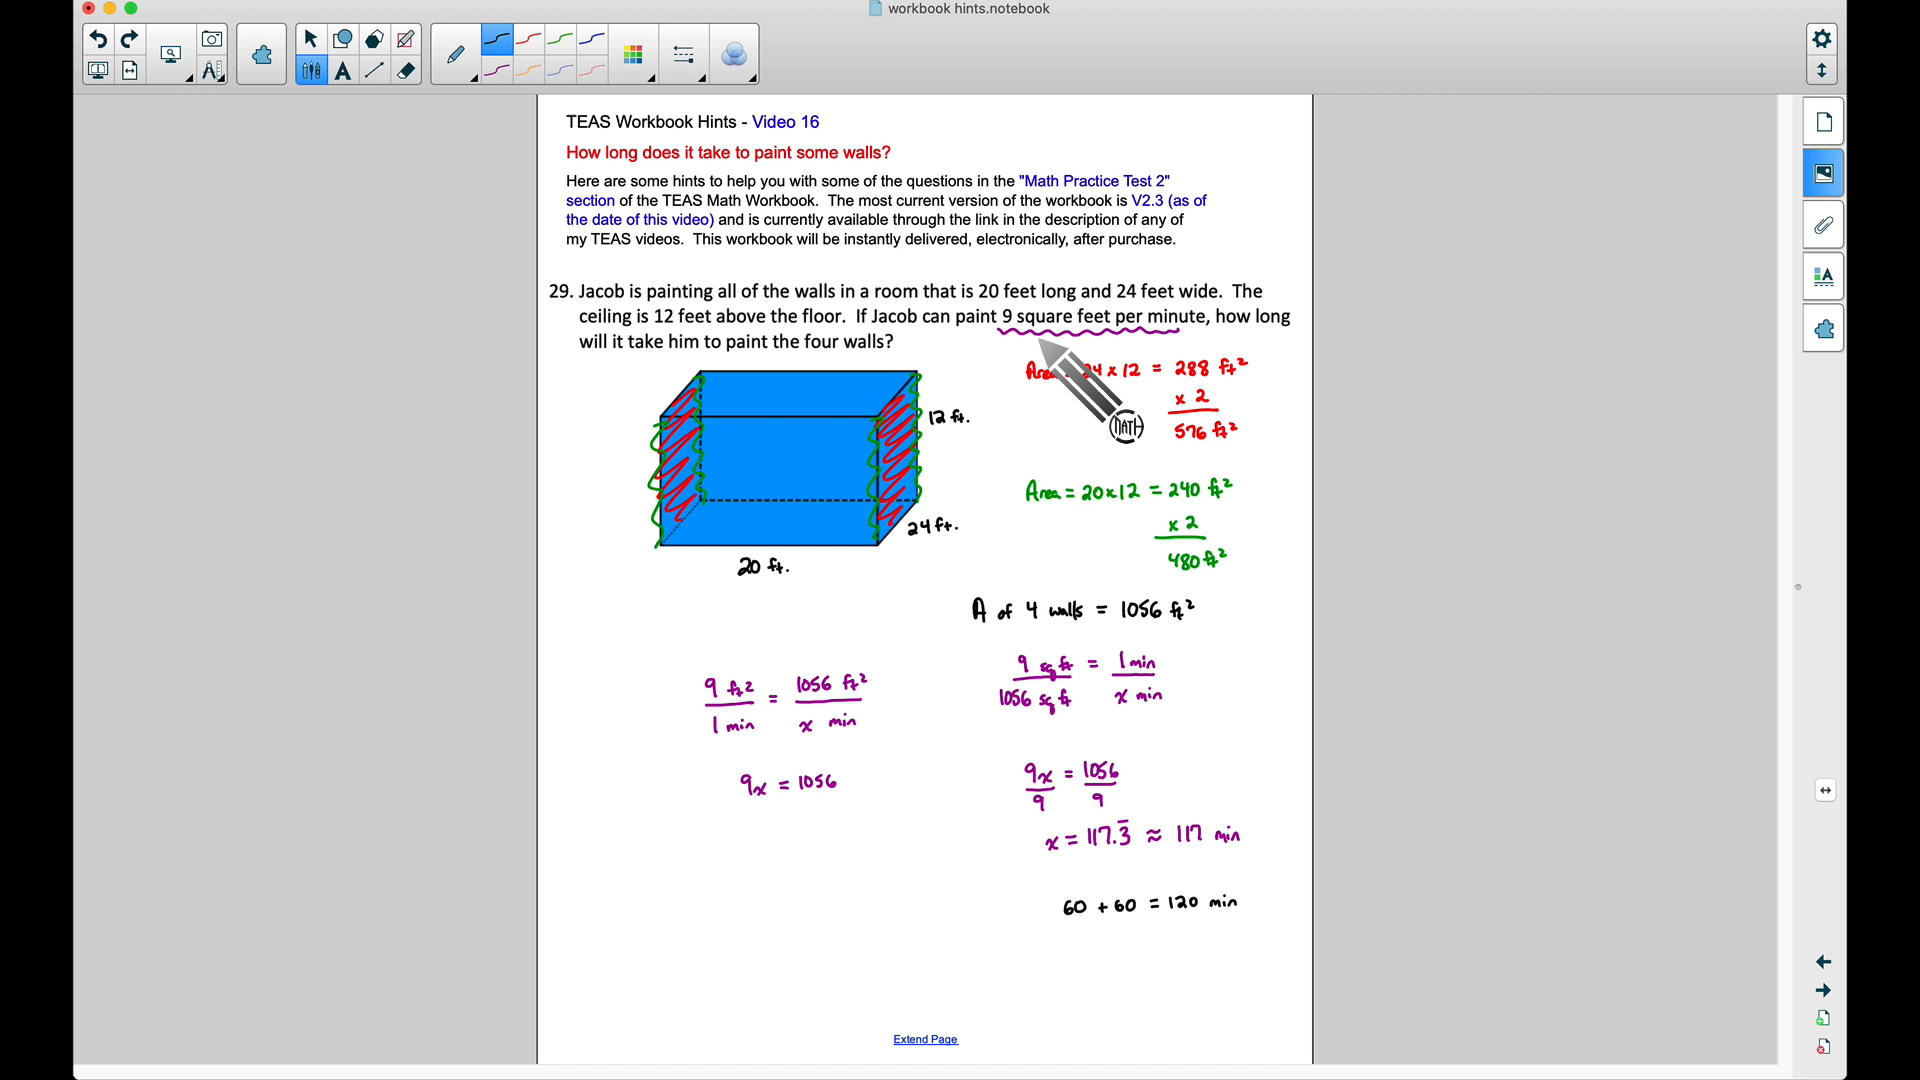 workbook hints.notebook
TEAS Workbook Hints - Video 16
How long does it take to paint some walls?
Here are some hints to help you with some of the questions in the "Math Practice Test 2"
section of the TEAS Math Workbook. The most current version of the workbook is V2.3 (as of
the date of this video) and is currently available through the link in the description of any of
my TEAS videos. This workbook will be instantly delivered, electronically, after purchase.
29. Jacob is painting all of the walls in a room that is 20 feet long and 24 feet wide. The
ceiling is 12 feet above the floor. If Jacob can paint 9 square feet per minute, how long
will it take him to paint the four walls?
12 ft.
24 ft.
20 ft.
Area 4 x 12 = 288 ft²
x 2
576 ft²
MATH
Area = 20 x 12 = 240 ft²
x 2
480 ft²
A of 4 walls = 1056 ft²
9 ft² = 1056 ft²
1 min x min
9x = 1056
9 sq ft = 1 min
1056 sq ft x min
9x = 1056
9 9
x = 117.3̅ ≈ 117 min
60 + 60 = 120 min
Extend Page